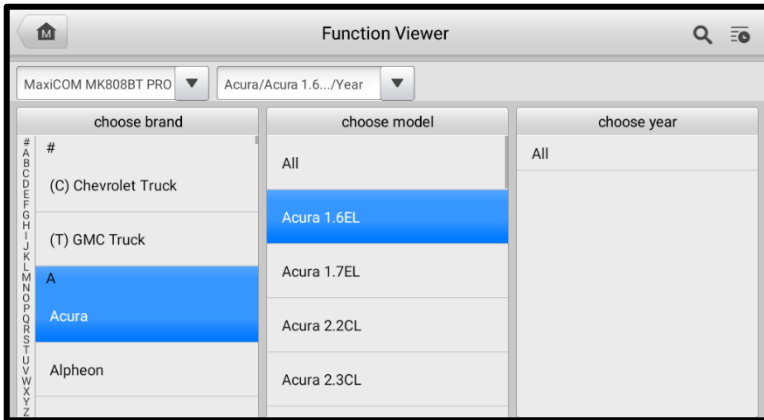 M
Function Viewer
MaxiCOM MK808BT PRO
Acura/Acura 1.6.../Year
choose brand
choose model
choose year
#
A
B
C
D
E
F
G
H
I
J
K
L
M
N
O
P
Q
R
S
T
U
V
W
X
Y
Z
#
(C) Chevrolet Truck
(T) GMC Truck
A
Acura
Alpheon
All
Acura 1.6EL
Acura 1.7EL
Acura 2.2CL
Acura 2.3CL
All